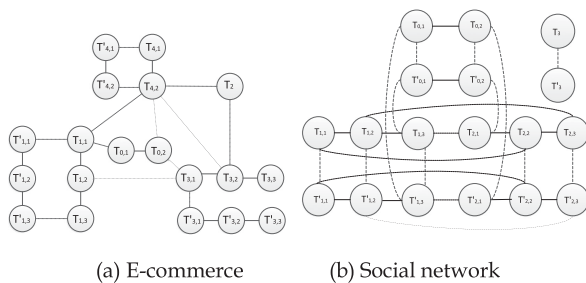 T'4,1 T4,1
T'4,2 T4,2 T2
T'1,1 T1,1
T0,1 T0,2
T'1,2 T1,2 T3,1 T3,2 T3,3
T'1,3 T1,3 T'3,1 T'3,2 T'3,3
(a) E-commerce
T0,1 T0,2 T3
T'0,1 T'0,2 T'3
T1,1 T1,2 T1,3 T2,1 T2,2 T2,3
T'1,1 T'1,2 T'1,3 T'2,1 T'2,2 T'2,3
(b) Social network